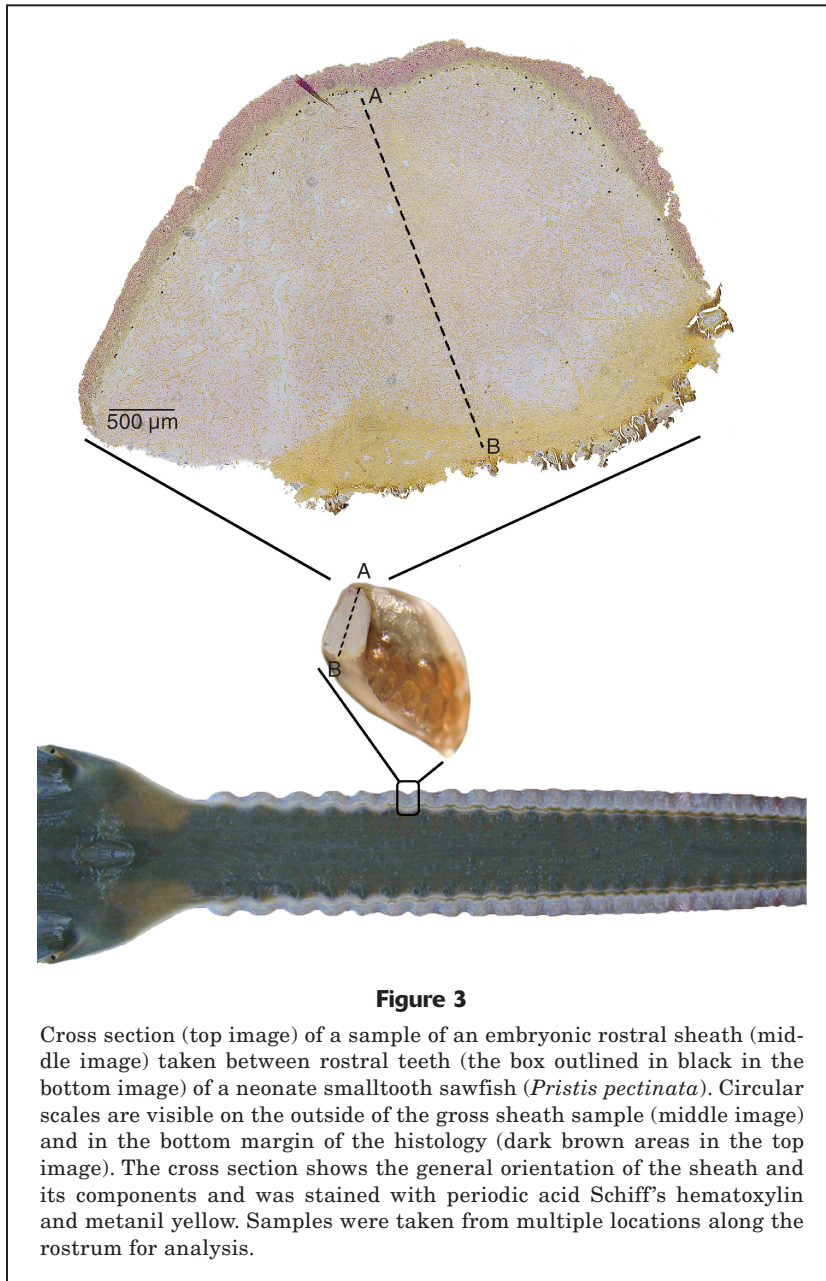 A
500 µm
B
A
B
Figure 3
Cross section (top image) of a sample of an embryonic rostral sheath (mid-
dle image) taken between rostral teeth (the box outlined in black in the
bottom image) of a neonate smalltooth sawfish (Pristis pectinata). Circular
scales are visible on the outside of the gross sheath sample (middle image)
and in the bottom margin of the histology (dark brown areas in the top
image). The cross section shows the general orientation of the sheath and
its components and was stained with periodic acid Schiff's hematoxylin
and metanil yellow. Samples were taken from multiple locations along the
rostrum for analysis.